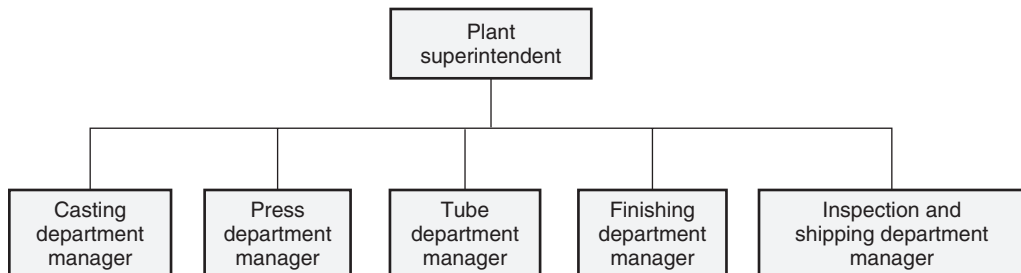 Plant
superintendent
Casting
department
manager
Press
department
manager
Tube
department
manager
Finishing
department
manager
Inspection and
shipping department
manager